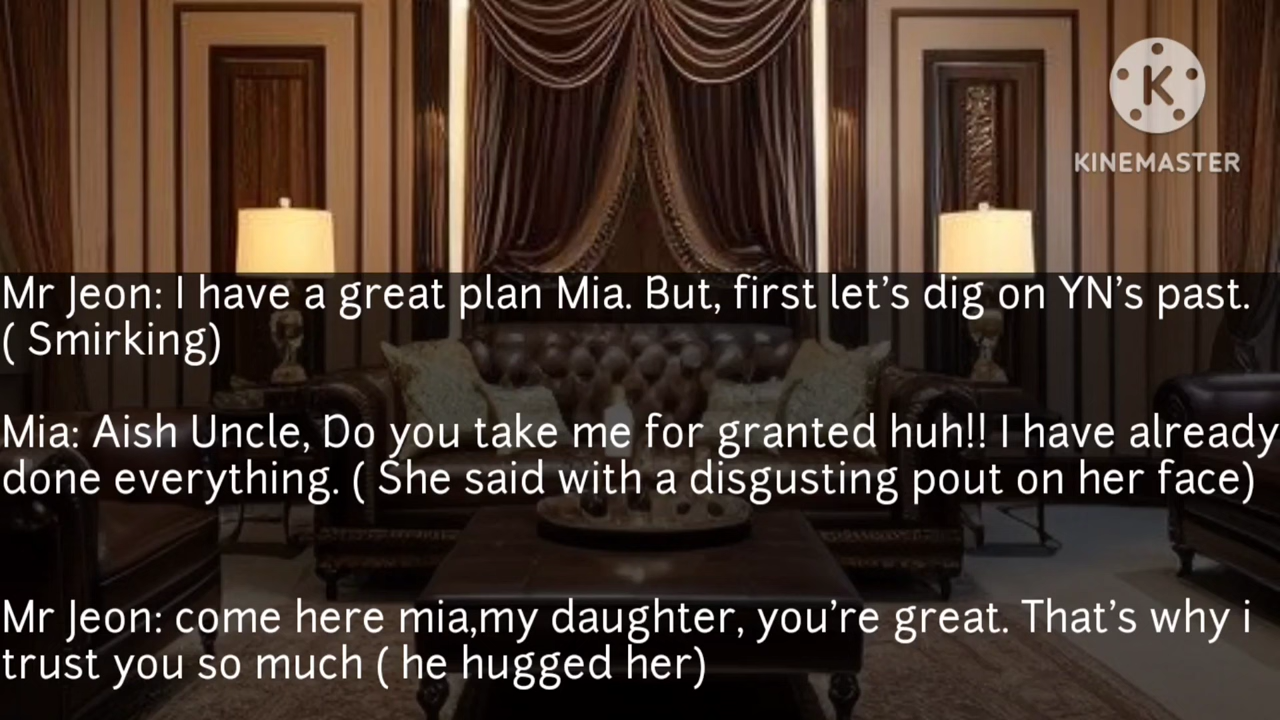 K
KINEMASTER
Mr Jeon: I have a great plan Mia. But, first let's dig on YN's past.
( Smirking)
Mia: Aish Uncle, Do you take me for granted huh!! I have already
done everything. ( She said with a disgusting pout on her face)
Mr Jeon: come here mia,my daughter, you're great. That's why i
trust you so much ( he hugged her)